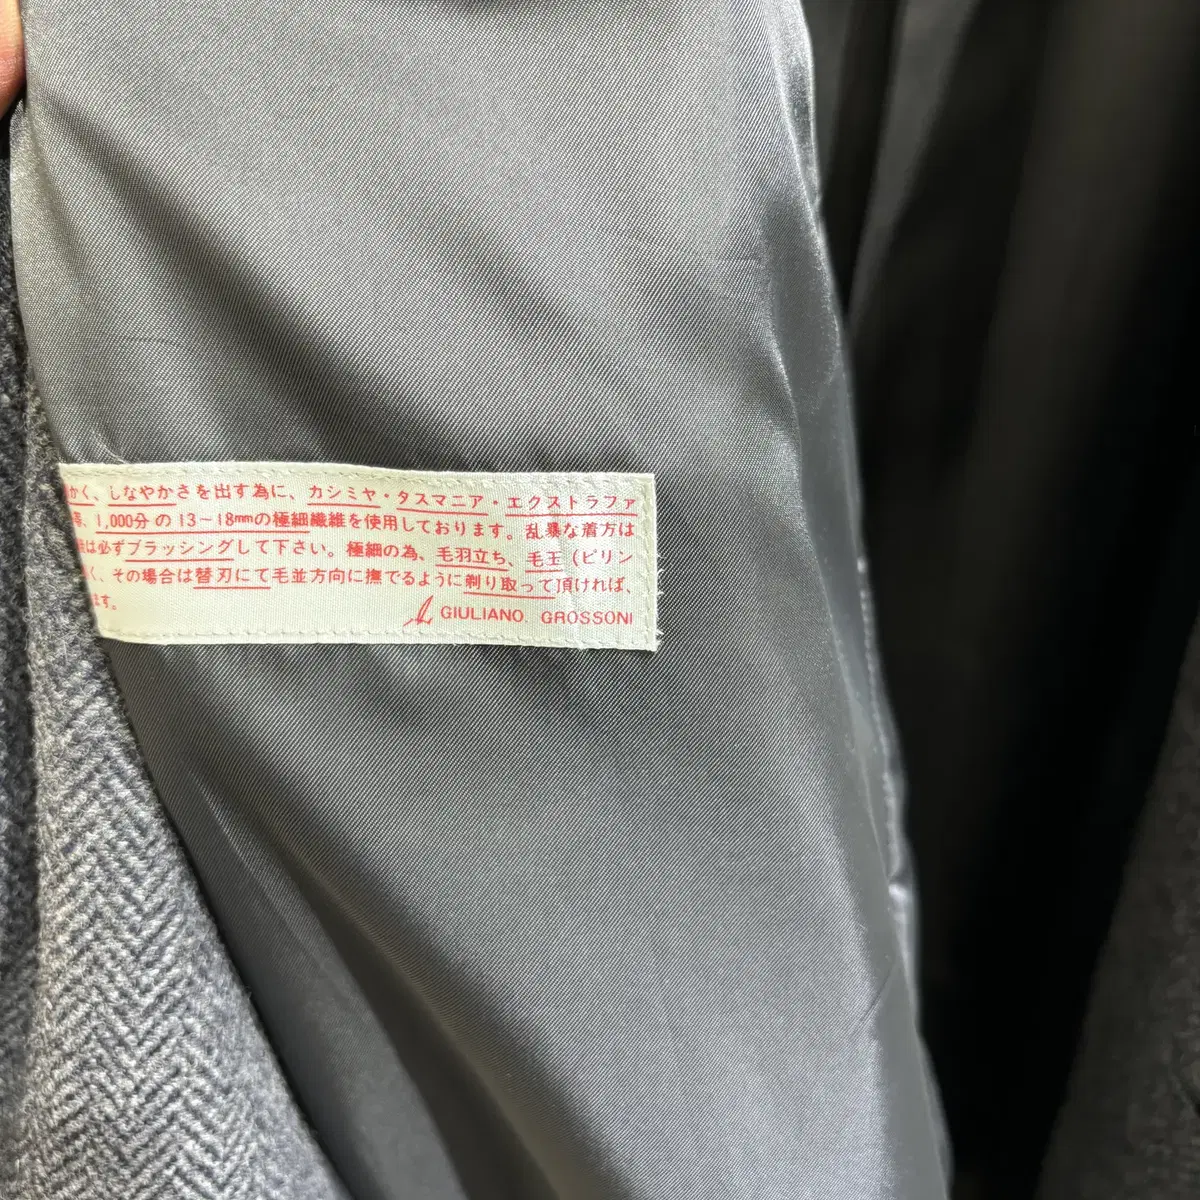 かく、しなやかさを出す為に、カシミヤ・タスマニア・エクストラファ
、1,000分の13～18mmの極細繊維を使用しております。乱暴な着方は
は必ずブラッシングして下さい。極細の為、毛羽立ち、毛玉(ピリン
く、その場合は替刃にて毛並方向に撫でるように剃り取って頂ければ、
ます。
GIULIANO. GROSSONI